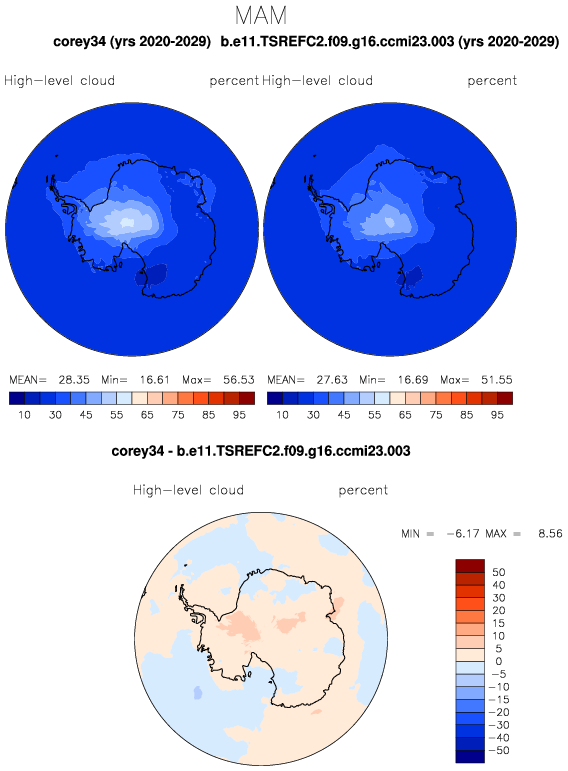 MAM
corey34 (yrs 2020-2029) b.e11.TSREFC2.f09.g16.ccmi23.003 (yrs 2020-2029)
High-level cloud percent High-level cloud percent
MEAN= 28.35 Min= 16.61 Max= 56.53 MEAN= 27.63 Min= 16.69 Max= 51.55
10 30 45 55 65 75 85 95 10 30 45 55 65 75 85 95
corey34 - b.e11.TSREFC2.f09.g16.ccmi23.003
High-level cloud percent
MIN = -6.17 MAX = 8.56
50
40
30
20
15
10
5
0
-5
-10
-15
-20
-30
-40
-50